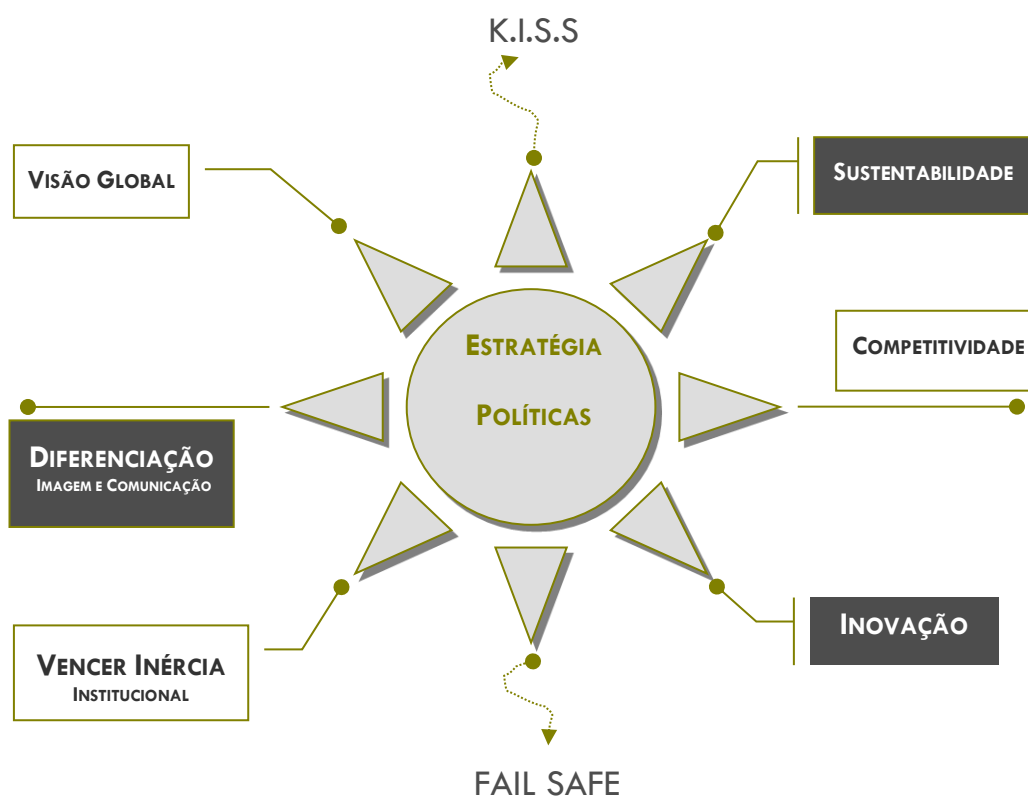 K.I.S.S
VISÃO GLOBAL
SUSTENTABILIDADE
ESTRATÉGIA
POLÍTICAS
COMPETITIVIDADE
DIFERENCIAÇÃO
IMAGEM E COMUNICAÇÃO
VENCER INÉRCIA
INSTITUCIONAL
INOVAÇÃO
FAIL SAFE